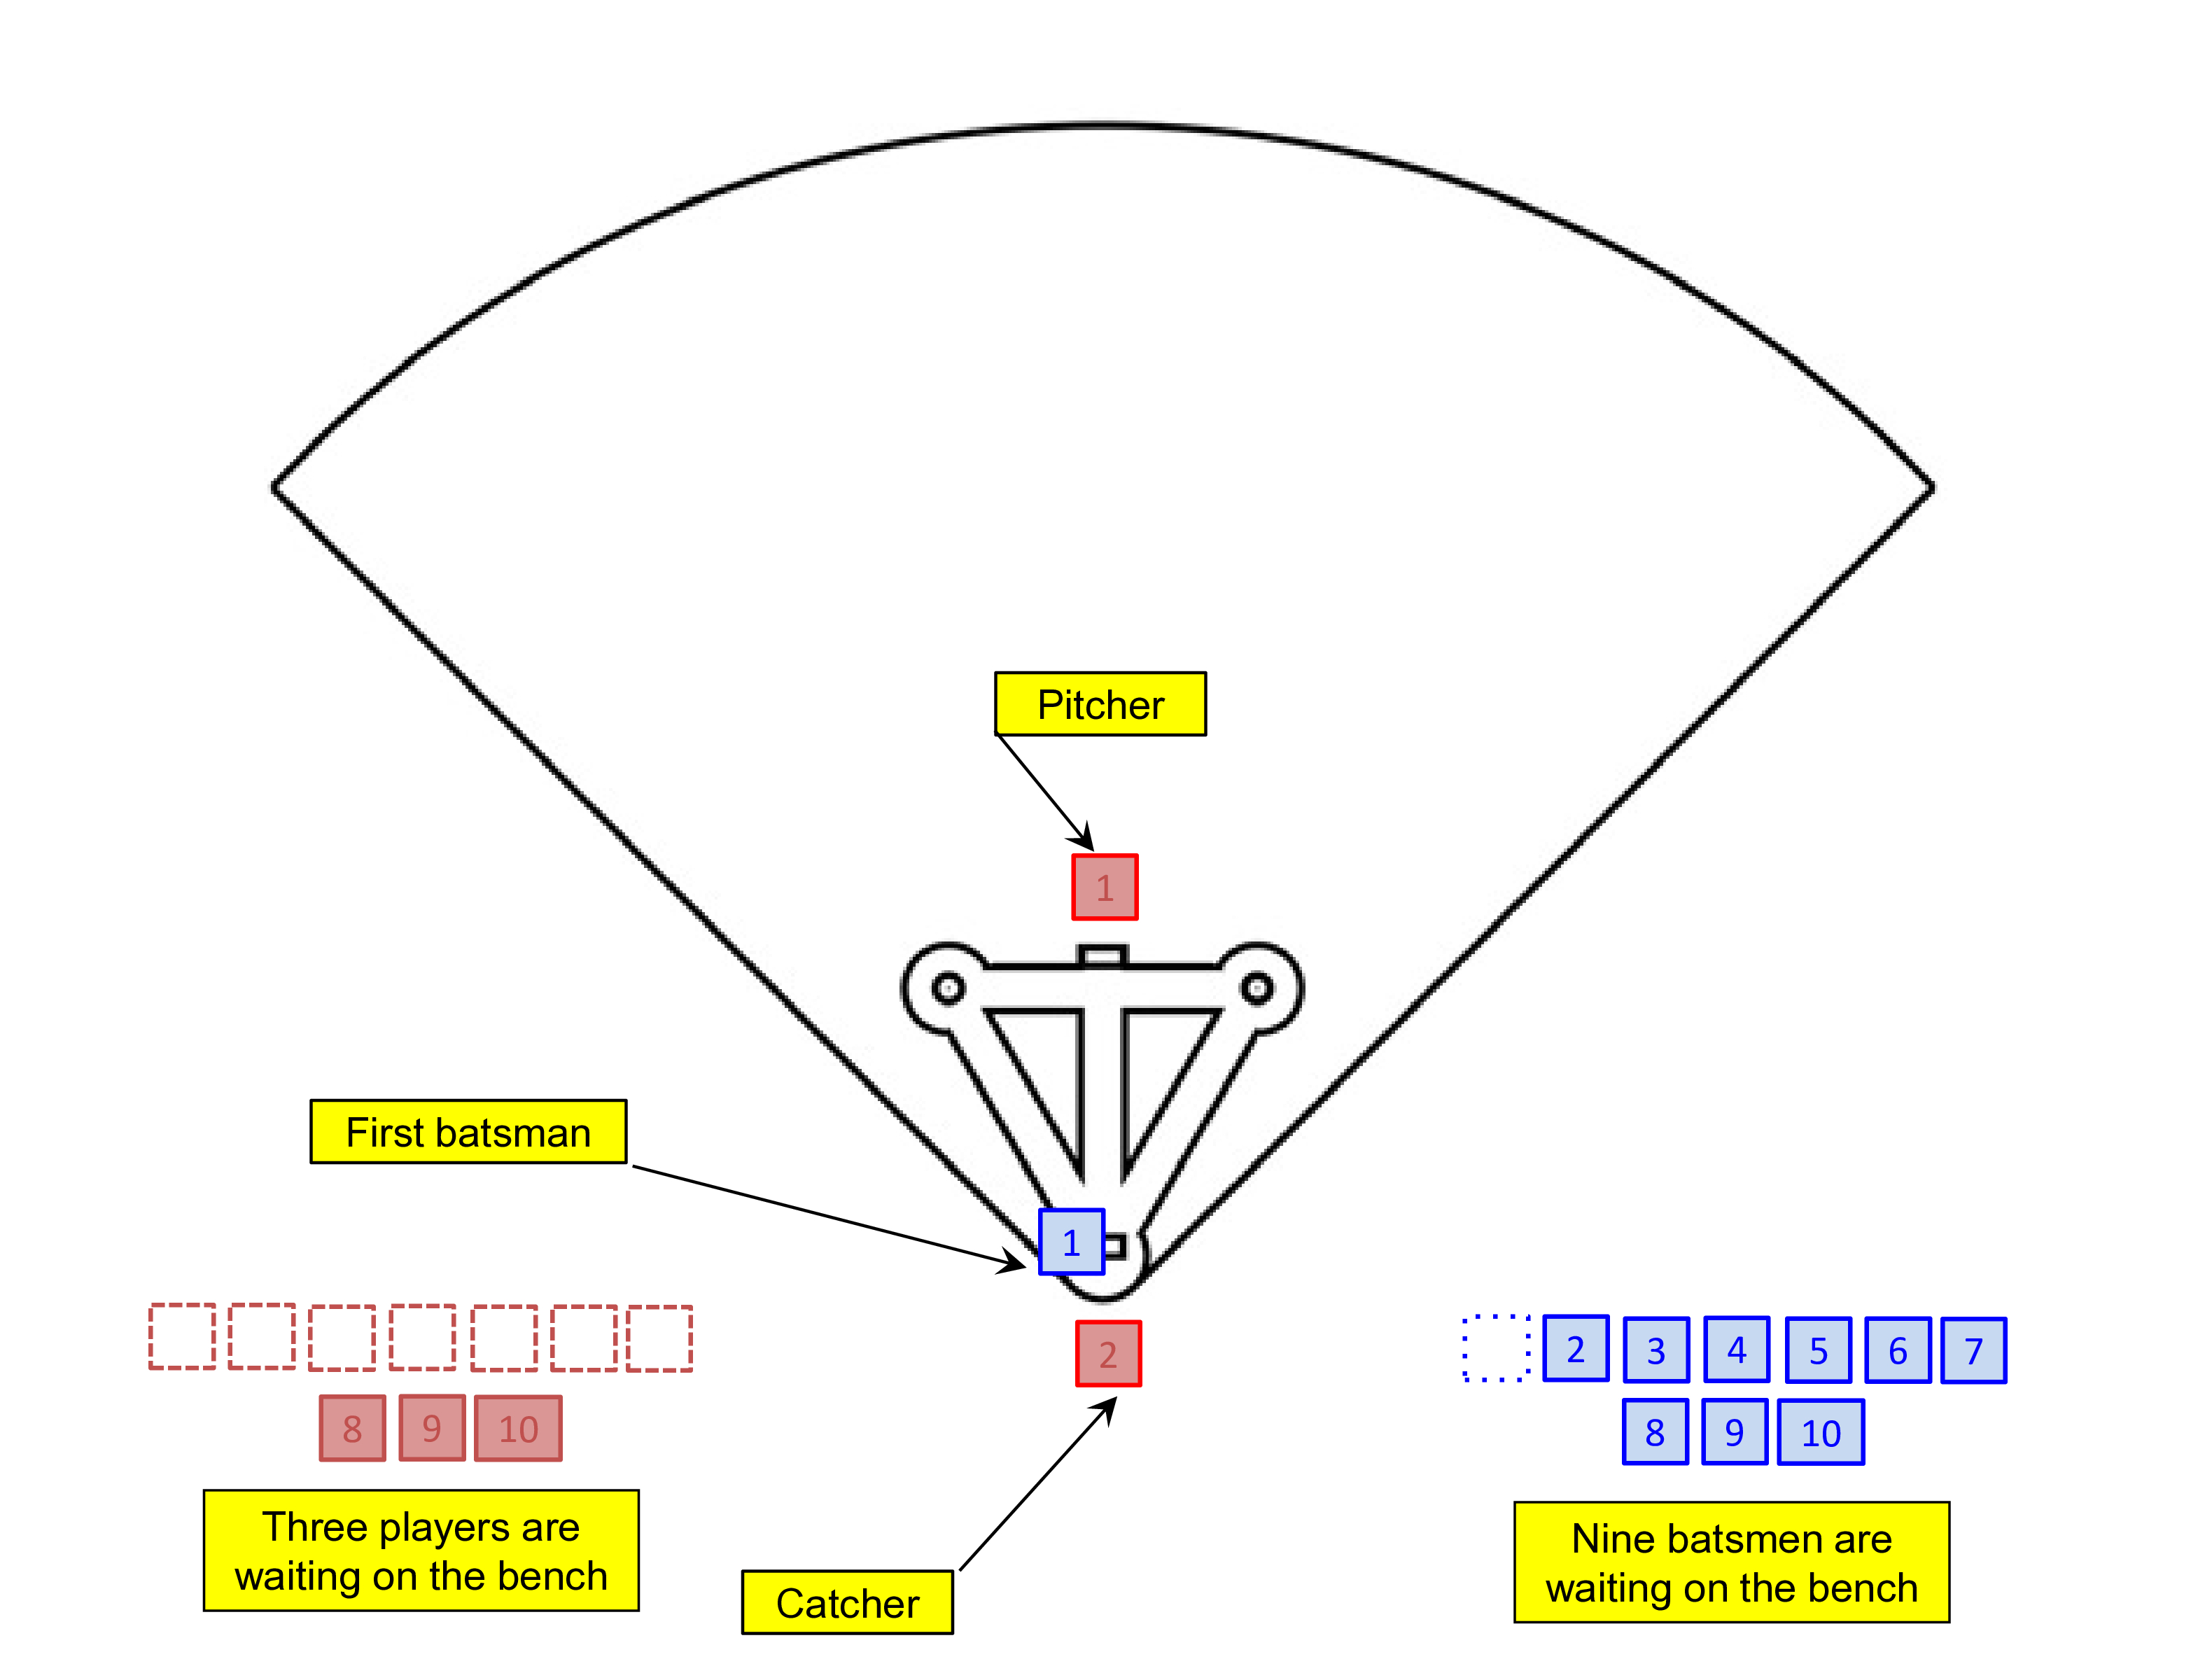 Pitcher
1
First batsman
1
2
2 3 4 5 6 7
8 9 10
8 9 10
Three players are
waiting on the bench
Nine batsmen are
waiting on the bench
Catcher